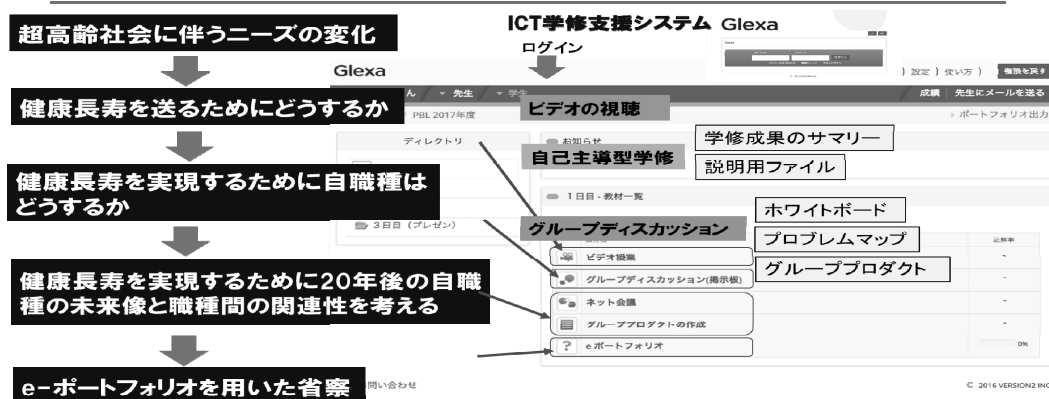 超高齢社会に伴うニーズの変化
健康長寿を送るためにどうするか
健康長寿を実現するために自職種は
どうするか
健康長寿を実現するために20年後の自職
種の未来像と職種間の関連性を考える
e-ポートフォリオを用いた省察
ICT学修支援システム Glexa
ログイン
Glexa
設定 ) 使い方 )
権限を戻す
ん
先生
学生
成績
先生にメールを送る
PBL 2017年度
ポートフォリオ出力
ビデオの視聴
ディレクトリ
お知らせ
自己主導型学修
学修成果のサマリー
説明用ファイル
1日目 - 教材一覧
3日目 (プレゼン)
グループディスカッション
ホワイトボード
プロブレムマップ
グループプロダクト
正解率
ビデオ授業
-
グループディスカッション(掲示板)
-
ネット会議
-
グループプロダクトの作成
-
? eポートフォリオ
0%
問い合わせ
C 2016 VERSION2 INC